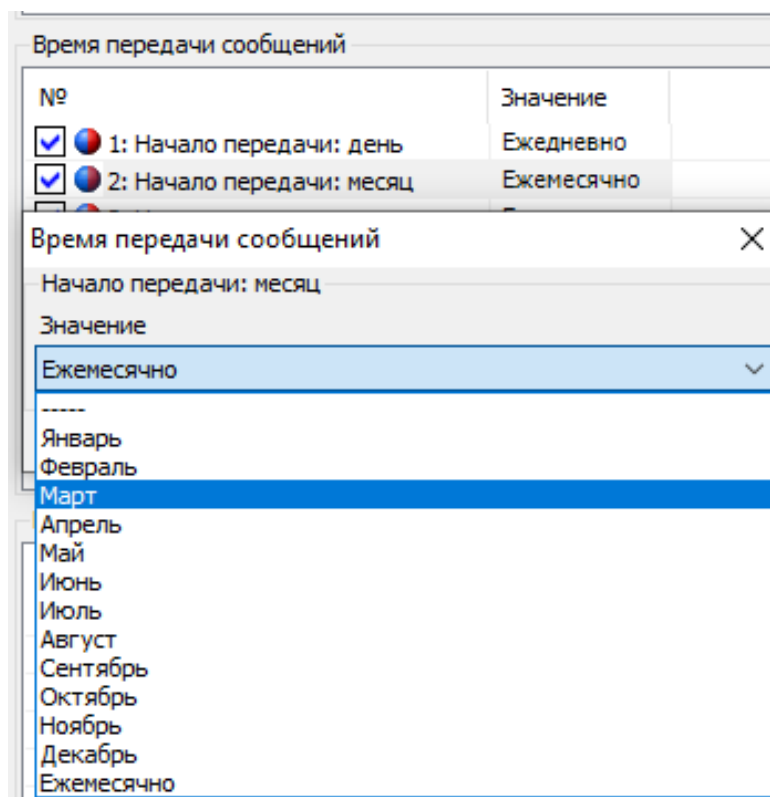 Время передачи сообщений
№ Значение
1: Начало передачи: день Ежедневно
2: Начало передачи: месяц Ежемесячно
Время передачи сообщений
Начало передачи: месяц
Значение
Ежемесячно
-----
Январь
Февраль
Март
Апрель
Май
Июнь
Июль
Август
Сентябрь
Октябрь
Ноябрь
Декабрь
Ежемесячно